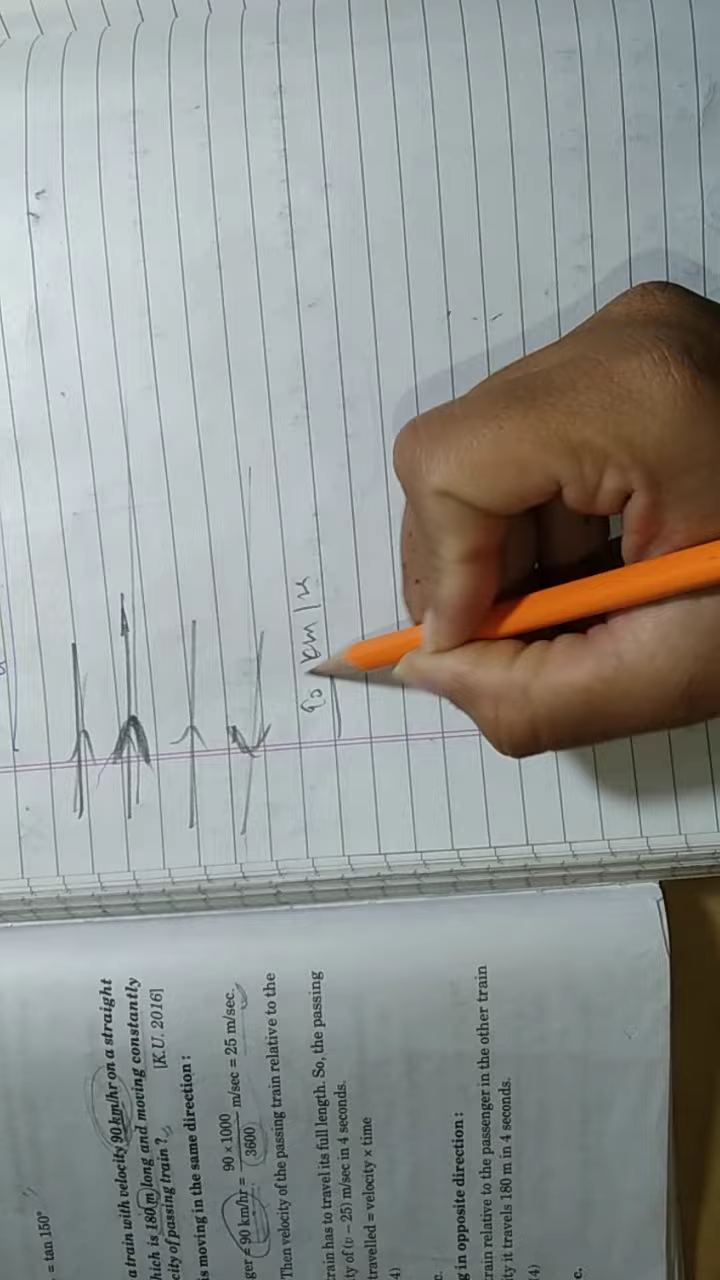 90 km/
= tan 150°
a train with velocity 90 km/hr on a straight
hich is 180 m long and moving constantly
city of passing train ? [K.U. 2016]
is moving in the same direction :
ger = 90 km/hr = 90 × 1000 / 3600 m/sec = 25 m/sec.
Then velocity of the passing train relative to the
train has to travel its full length. So, the passing
ity of (v – 25) m/sec in 4 seconds.
travelled = velocity × time
4)
c.
g in opposite direction :
rain relative to the passenger in the other train
ty it travels 180 m in 4 seconds.
4)
c.